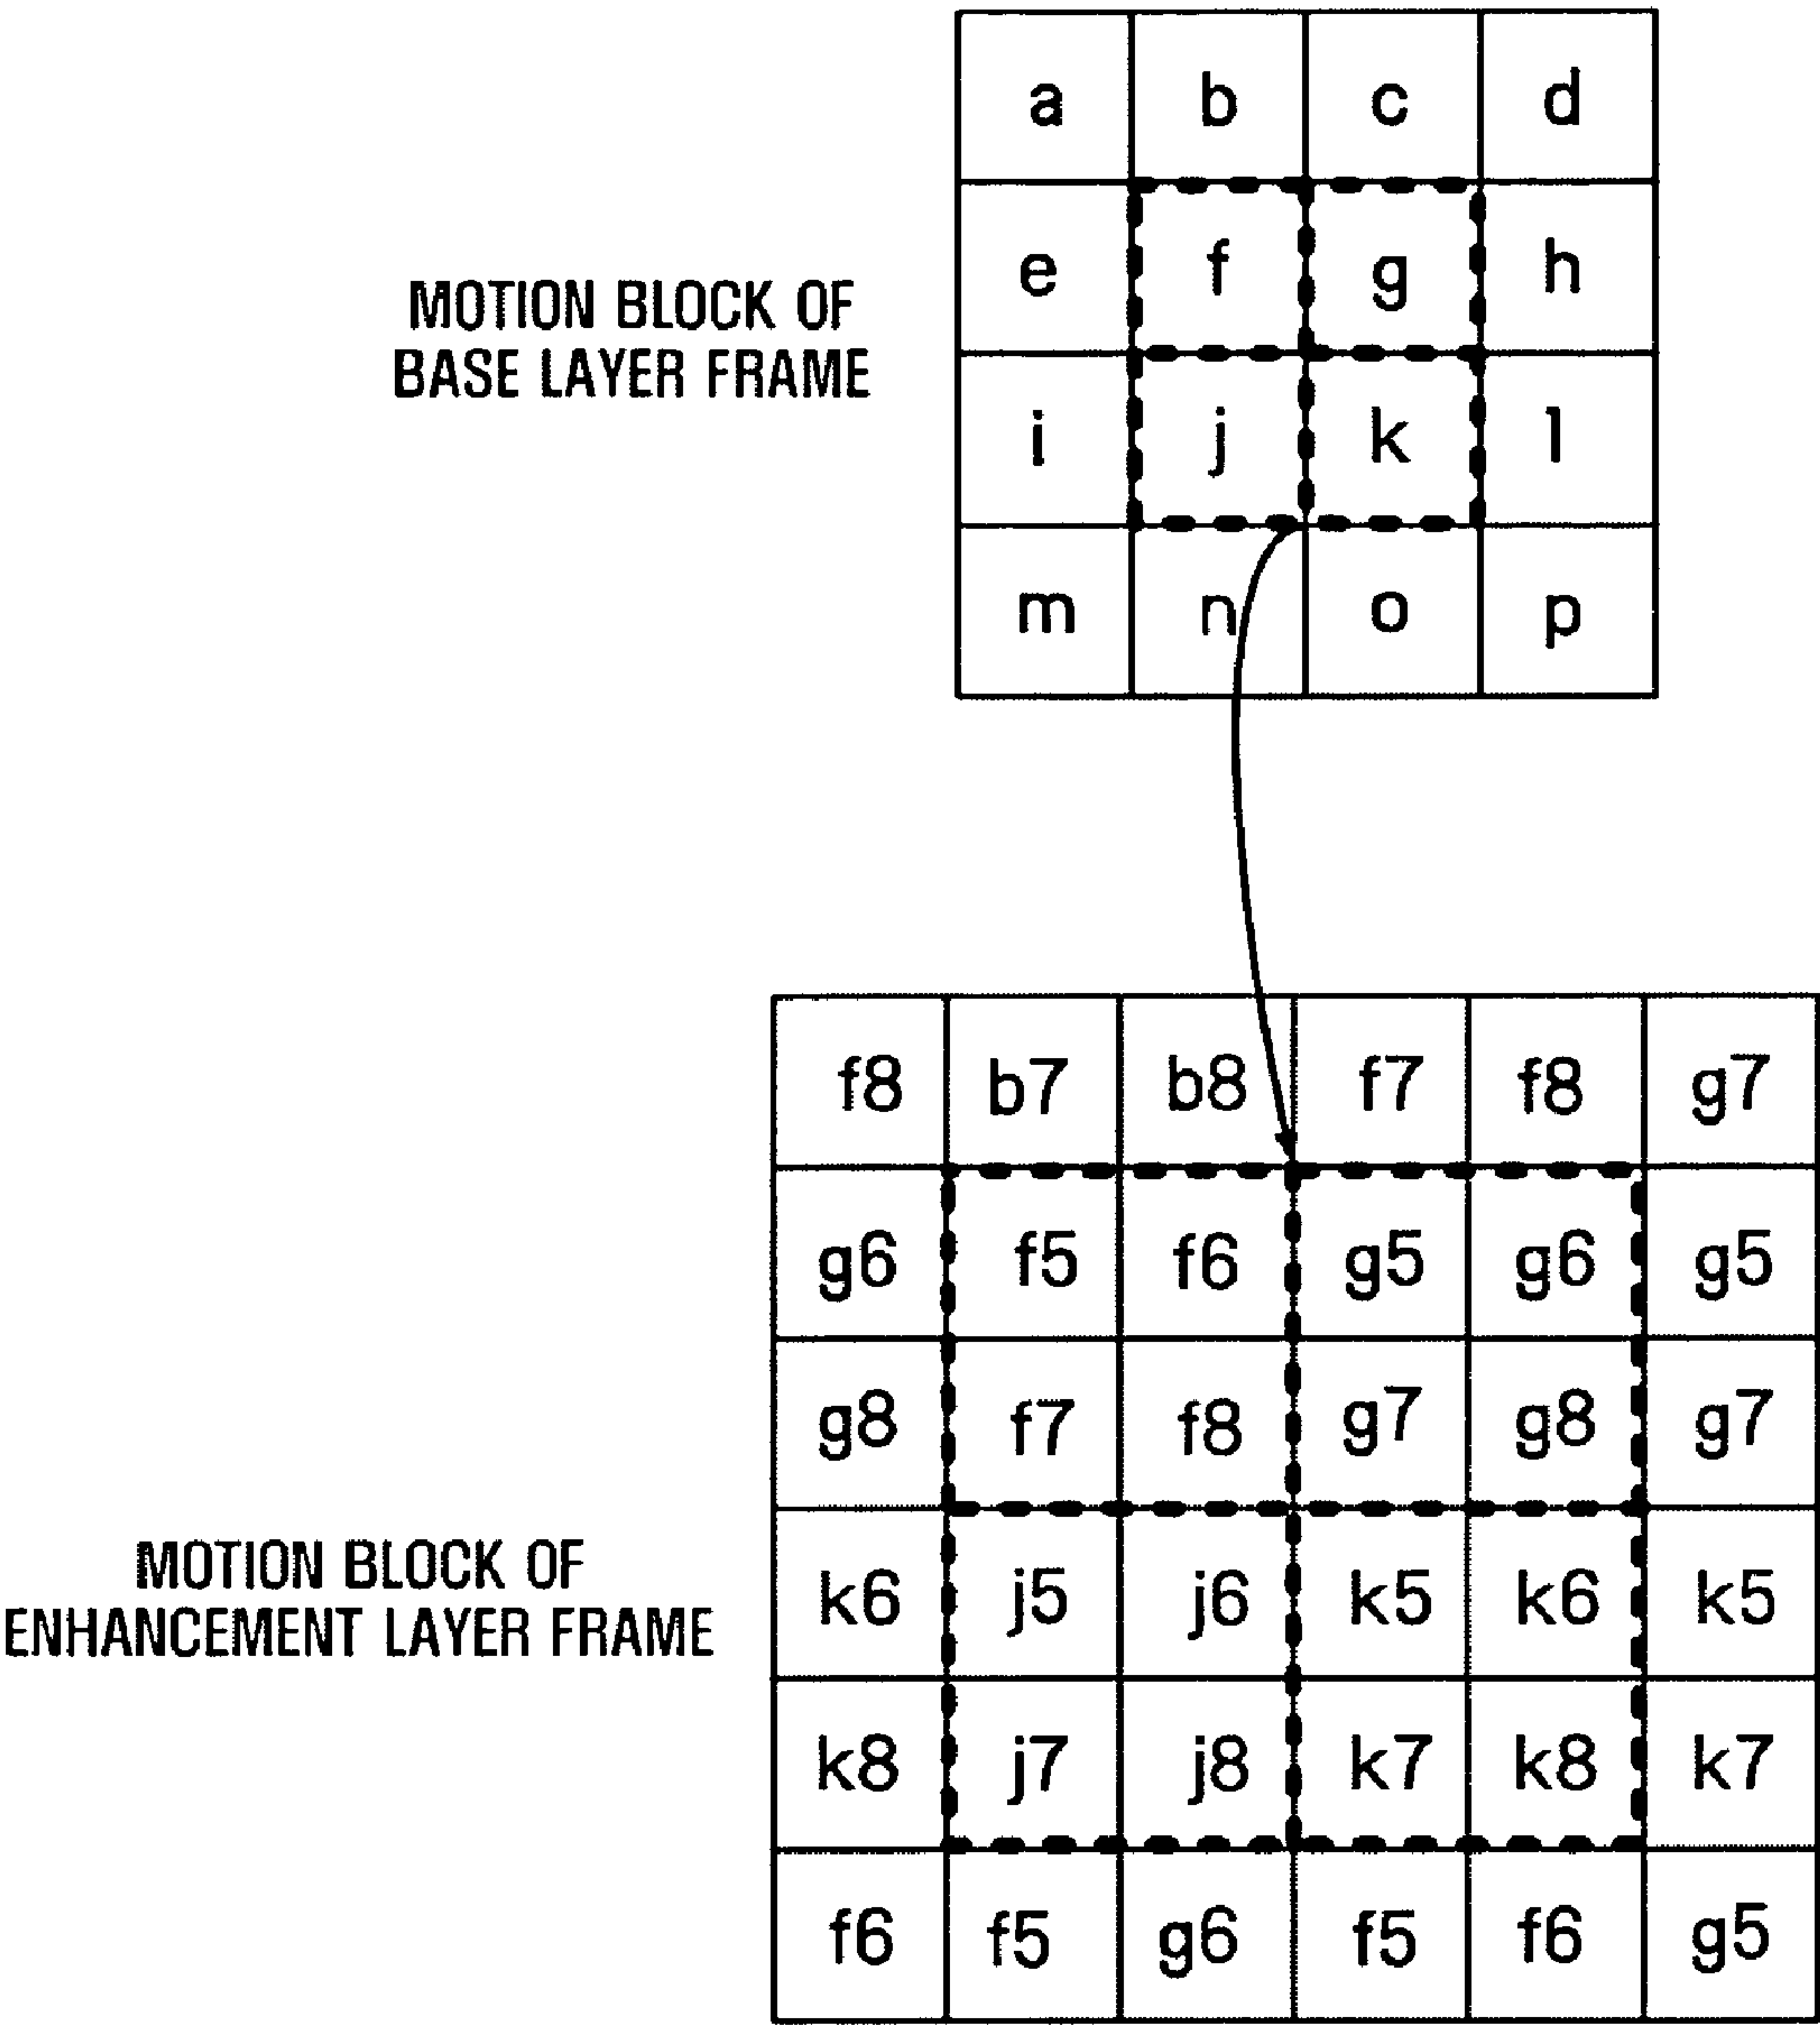 a b c d
e f g h
MOTION BLOCK OF
BASE LAYER FRAME
i j k l
m n o p
f8 b7 b8 f7 f8 g7
g6 f5 f6 g5 g6 g5
g8 f7 f8 g7 g8 g7
MOTION BLOCK OF
ENHANCEMENT LAYER FRAME
k6 j5 j6 k5 k6 k5
k8 j7 j8 k7 k8 k7
f6 f5 g6 f5 f6 g5